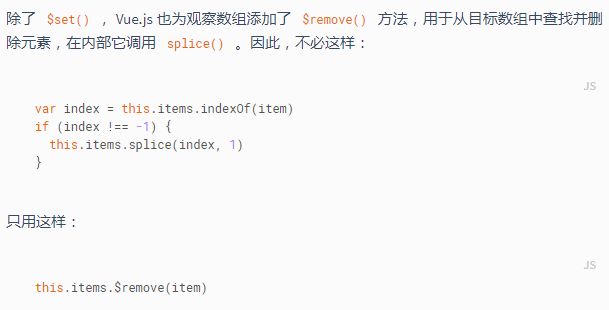 除了 $set() ，Vue.js 也为观察数组添加了 $remove() 方法，用于从目标数组中查找并删
除元素，在内部它调用 splice() 。因此，不必这样：
JS
var index = this.items.indexOf(item)
if (index !== -1) {
  this.items.splice(index, 1)
}
只用这样：
JS
this.items.$remove(item)